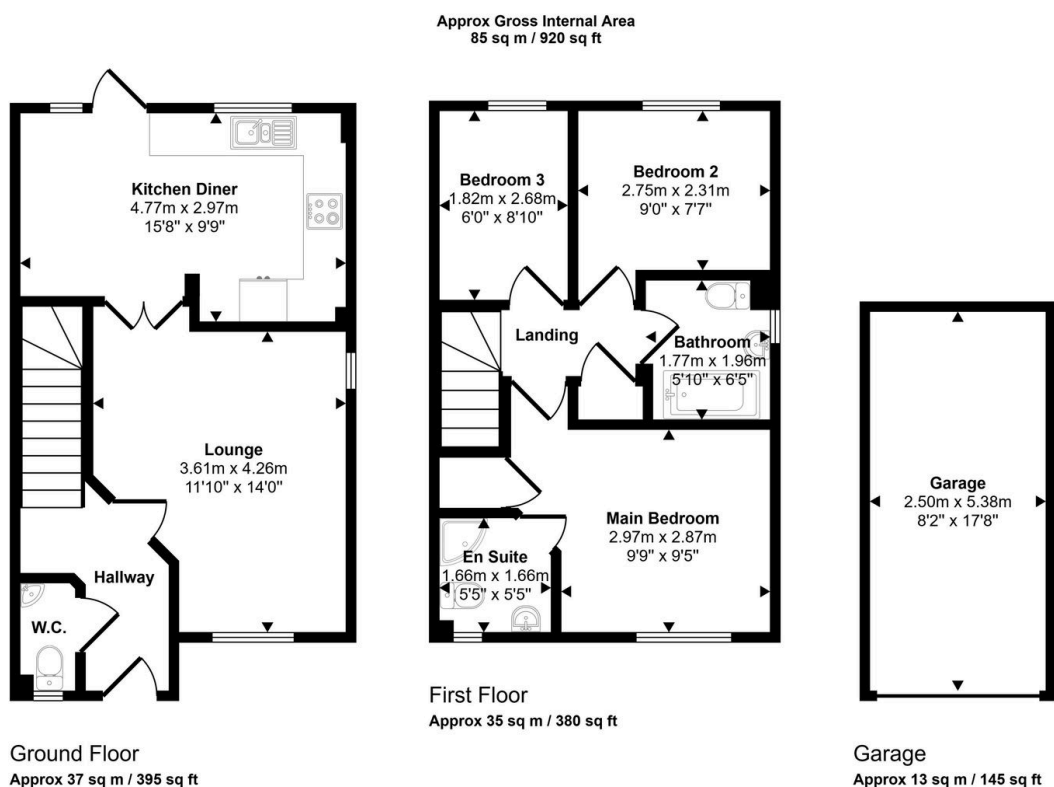 Approx Gross Internal Area
85 sq m / 920 sq ft
Kitchen Diner
4.77m x 2.97m
15'8" x 9'9"
Lounge
3.61m x 4.26m
11'10" x 14'0"
Hallway
W.C.
Ground Floor
Approx 37 sq m / 395 sq ft
Bedroom 3
1.82m x 2.68m
6'0" x 8'10"
Bedroom 2
2.75m x 2.31m
9'0" x 7'7"
Landing
Bathroom
1.77m x 1.96m
5'10" x 6'5"
Main Bedroom
2.97m x 2.87m
9'9" x 9'5"
En Suite
1.66m x 1.66m
5'5" x 5'5"
First Floor
Approx 35 sq m / 380 sq ft
Garage
2.50m x 5.38m
8'2" x 17'8"
Garage
Approx 13 sq m / 145 sq ft